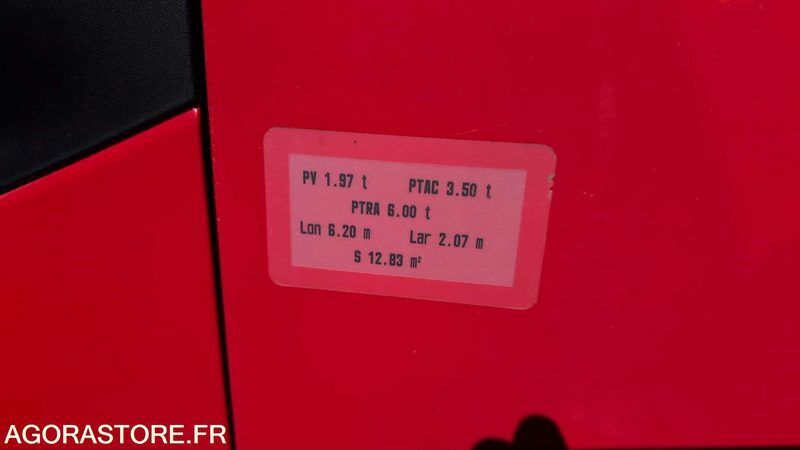 PV 1.97 t PTAC 3.50 t
PTRA 6.00 t
Lon 6.20 m Lar 2.07 m
S 12.83 m²
AGORASTORE.FR